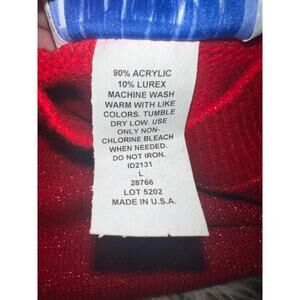 90% ACRYLIC
10% LUREX
MACHINE WASH
WARM WITH LIKE
COLORS. TUMBLE
DRY LOW. USE
ONLY NON-
CHLORINE BLEACH
WHEN NEEDED.
DO NOT IRON.
ID2131
L
28766
LOT 5202
MADE IN U.S.A.